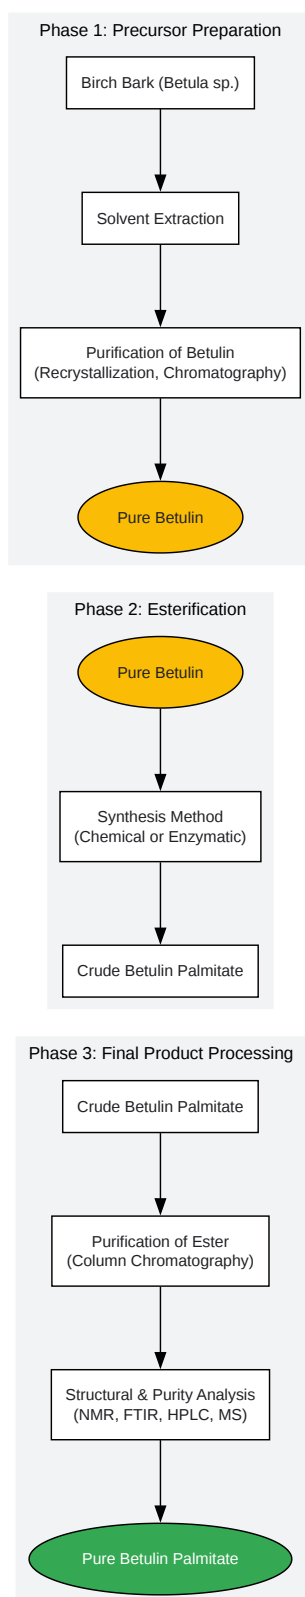 Phase 1: Precursor Preparation
Birch Bark (Betula sp.)
Solvent Extraction
Purification of Betulin
(Recrystallization, Chromatography)
Pure Betulin
Phase 2: Esterification
Pure Betulin
Synthesis Method
(Chemical or Enzymatic)
Crude Betulin Palmitate
Phase 3: Final Product Processing
Crude Betulin Palmitate
Purification of Ester
(Column Chromatography)
Structural & Purity Analysis
(NMR, FTIR, HPLC, MS)
Pure Betulin Palmitate